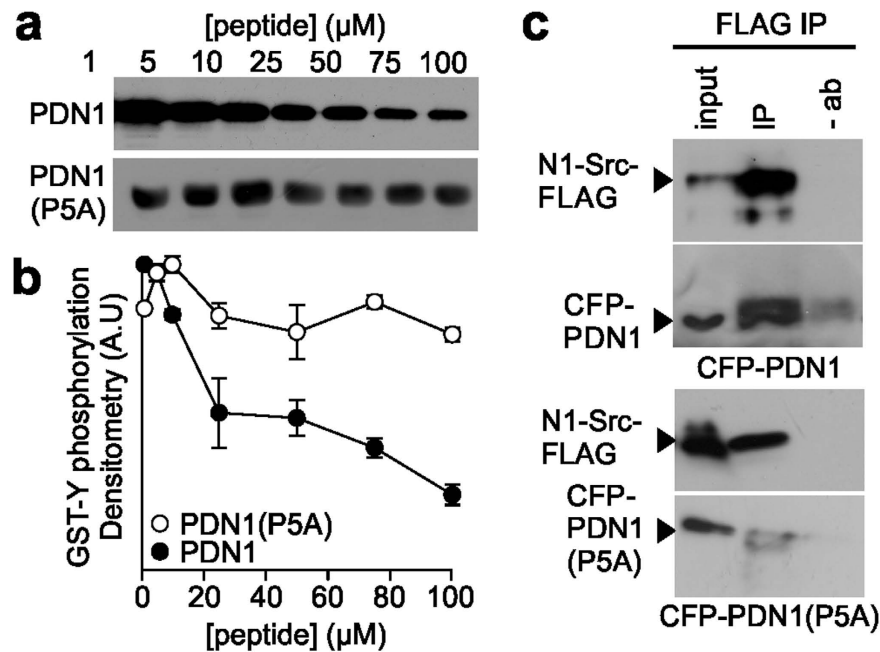 a
[peptide] (µM)
1 5 10 25 50 75 100
PDN1
PDN1
(P5A)
b
GST-Y phosphorylation
Densitometry (A.U)
PDN1(P5A)
PDN1
0 20 40 60 80 100
[peptide] (µM)
c
FLAG IP
input IP - ab
N1-Src-
FLAG
CFP-
PDN1
CFP-PDN1
N1-Src-
FLAG
CFP-
PDN1
(P5A)
CFP-PDN1(P5A)